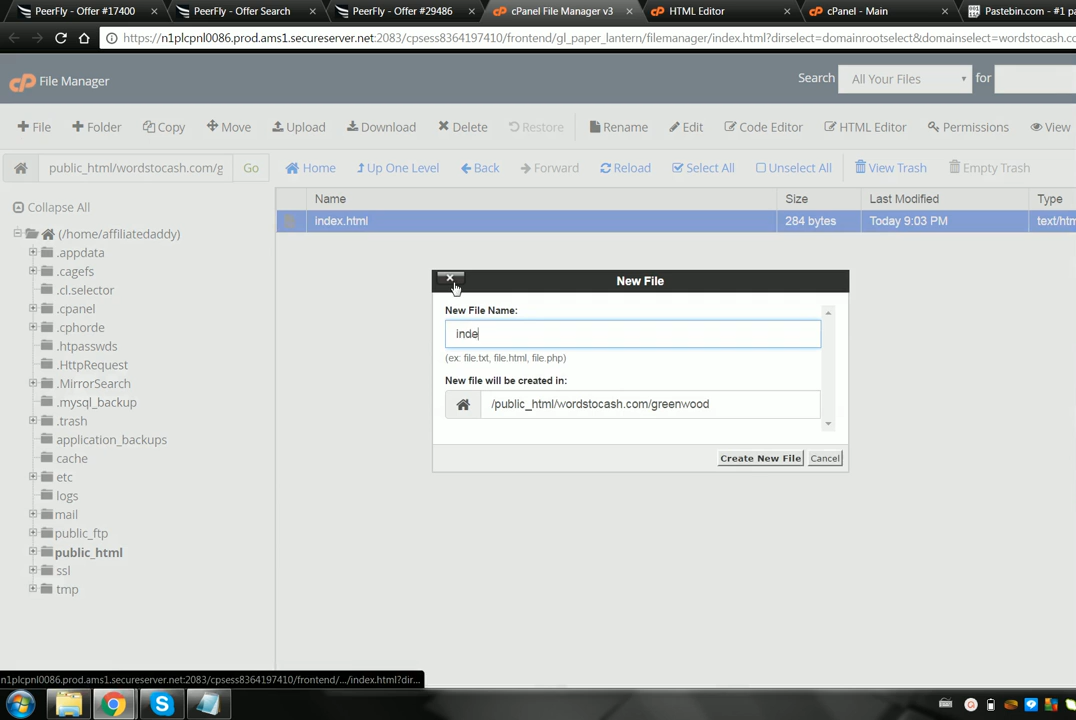 PeerFly - Offer #17400
PeerFly - Offer Search
PeerFly - Offer #29486
cPanel File Manager v3
HTML Editor
cPanel - Main
Pastebin.com - #1 pa
https://n1plcpnl0086.prod.ams1.secureserver.net:2083/cpsess8364197410/frontend/gl_paper_lantern/filemanager/index.html?dirselect=domainrootselect&domainselect=wordstocash.co
File Manager
Search
All Your Files
for
File
Folder
Copy
Move
Upload
Download
Delete
Restore
Rename
Edit
Code Editor
HTML Editor
Permissions
View
public_html/wordstocash.com/g
Go
Home
Up One Level
Back
Forward
Reload
Select All
Unselect All
View Trash
Empty Trash
Collapse All
Name
Size
Last Modified
Type
index.html
284 bytes
Today 9:03 PM
text/htm
(/home/affiliatedaddy)
.appdata
.cagefs
.cl.selector
.cpanel
.cphorde
.htpasswds
.HttpRequest
.MirrorSearch
.mysql_backup
.trash
application_backups
cache
etc
logs
mail
public_ftp
public_html
ssl
tmp
New File
New File Name:
inde
(ex: file.txt, file.html, file.php)
New file will be created in:
/public_html/wordstocash.com/greenwood
Create New File
Cancel
n1plcpnl0086.prod.ams1.secureserver.net:2083/cpsess8364197410/frontend/.../index.html?dir...